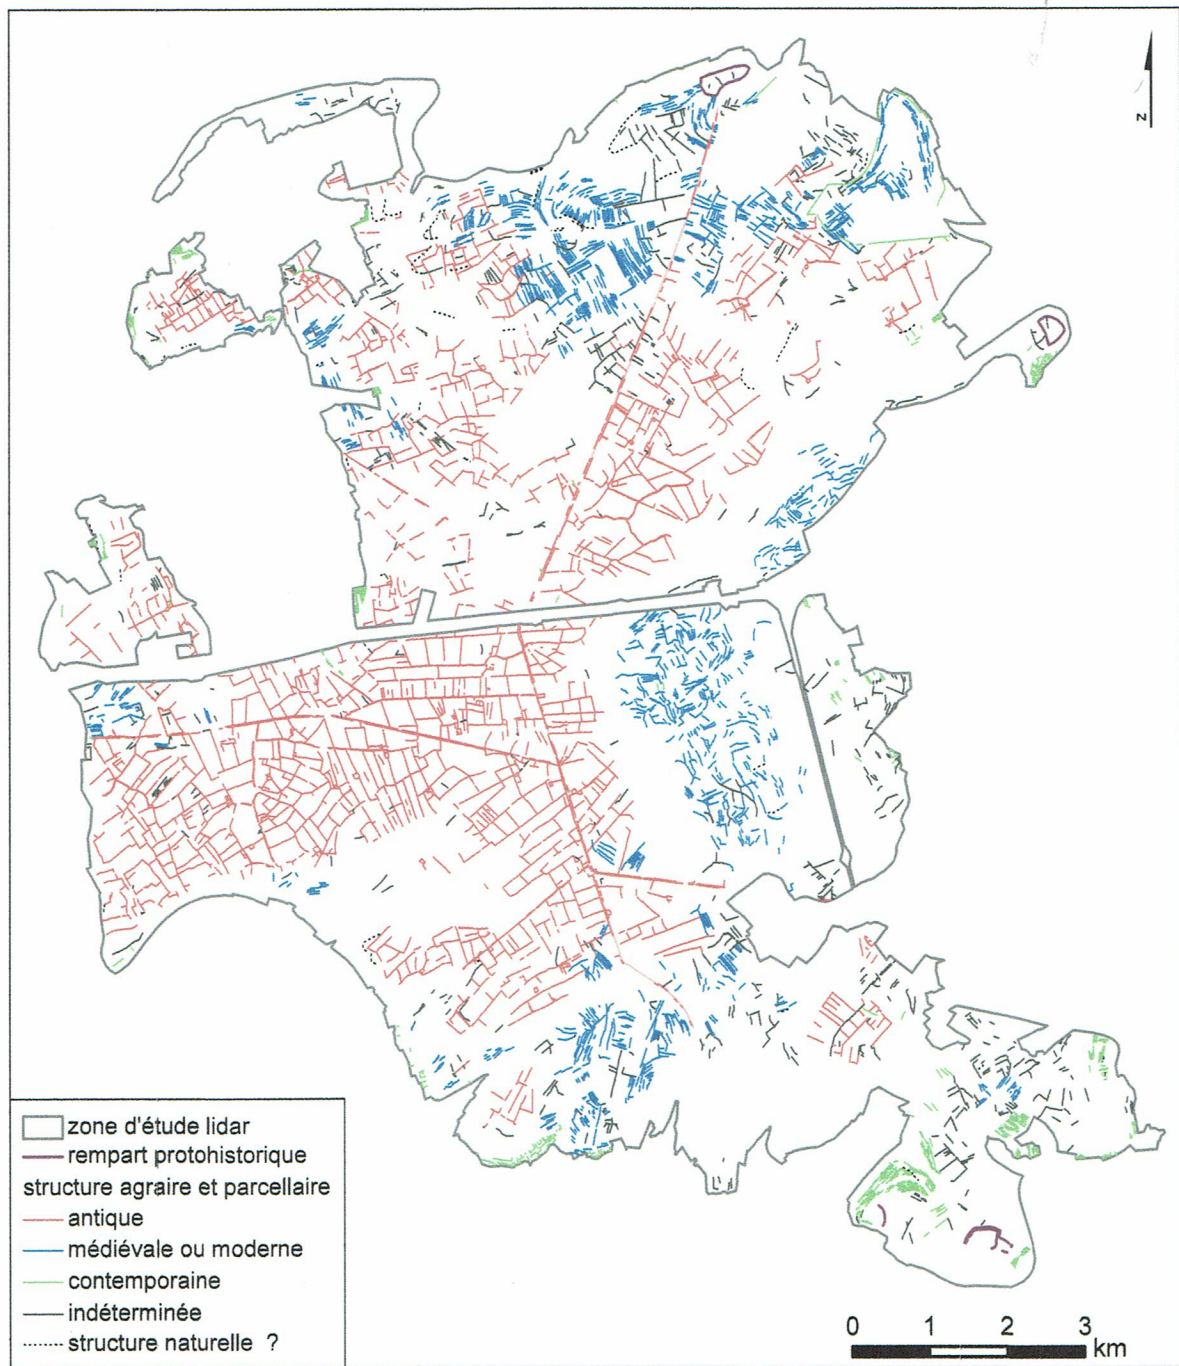 N
zone d'étude lidar
rempart protohistorique
structure agraire et parcellaire
antique
médiévale ou moderne
contemporaine
indéterminée
structure naturelle ?
0 1 2 3
km